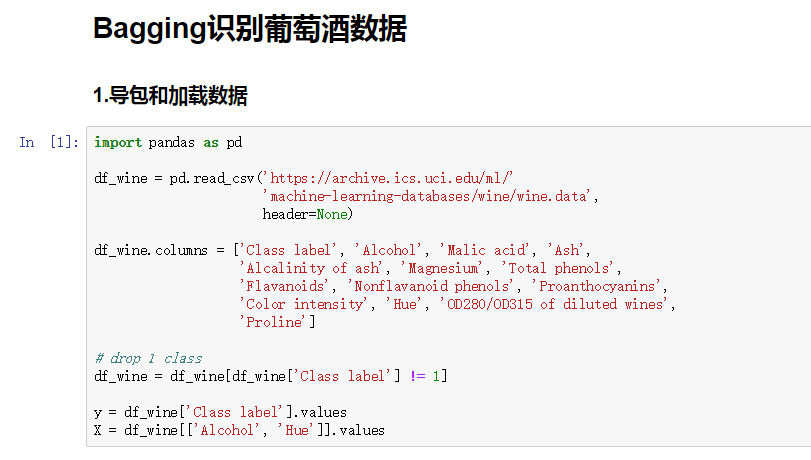 Bagging识别葡萄酒数据
1.导包和加载数据
In [1]:
import pandas as pd
df_wine = pd.read_csv('https://archive.ics.uci.edu/ml/'
'machine-learning-databases/wine/wine.data',
header=None)
df_wine.columns = ['Class label', 'Alcohol', 'Malic acid', 'Ash',
'Alcalinity of ash', 'Magnesium', 'Total phenols',
'Flavanoids', 'Nonflavanoid phenols', 'Proanthocyanins',
'Color intensity', 'Hue', 'OD280/OD315 of diluted wines',
'Proline']
# drop 1 class
df_wine = df_wine[df_wine['Class label'] != 1]
y = df_wine['Class label'].values
X = df_wine[['Alcohol', 'Hue']].values